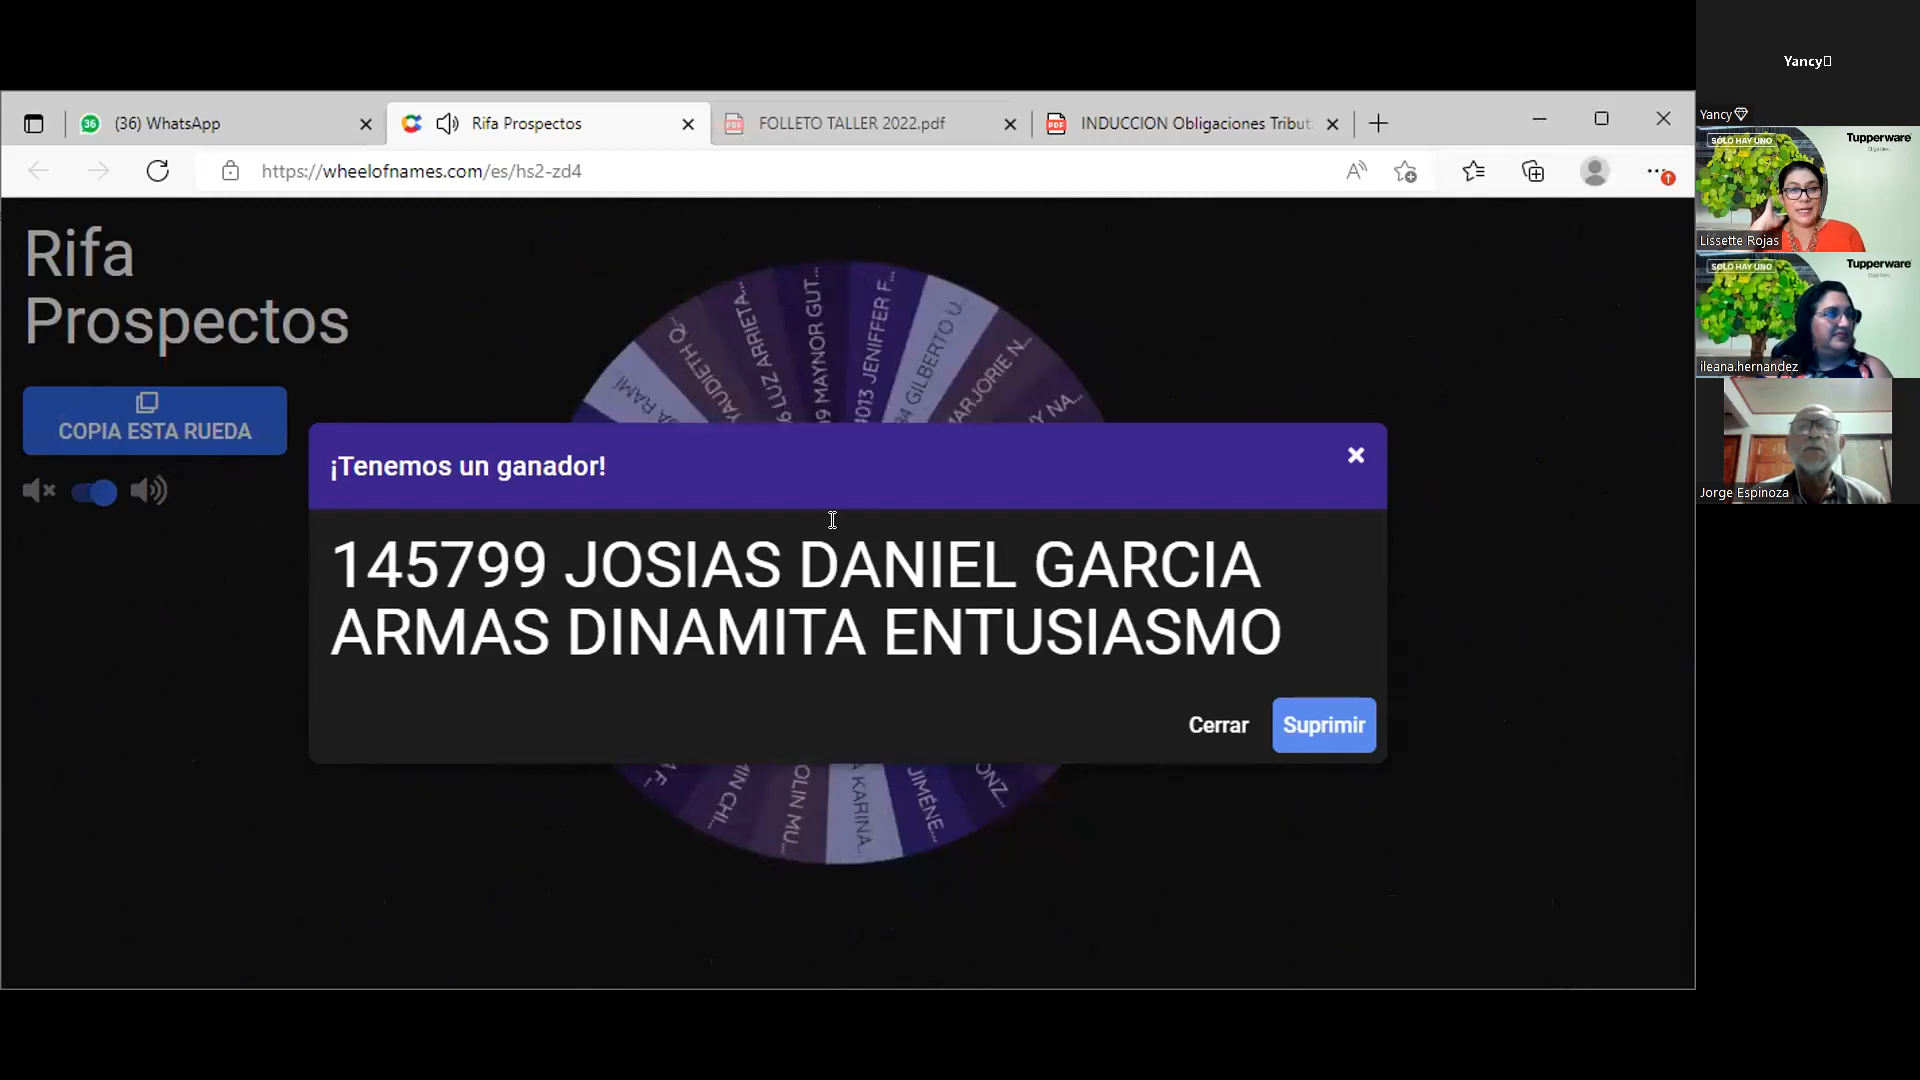 Yancy
(36) WhatsApp
Rifa Prospectos
FOLLETO TALLER 2022.pdf
INDUCCION Obligaciones Tribut
https://wheelofnames.com/es/hs2-zd4
Rifa
Prospectos
COPIA ESTA RUEDA
YAUDIETH Q...
LUZ ARRIETA...
MAYNOR GUT...
JENIFFER F...
GILBERTO U...
MARJORIE N...
¡Tenemos un ganador!
145799 JOSIAS DANIEL GARCIA
ARMAS DINAMITA ENTUSIASMO
Cerrar
Suprimir
KARINA...
Yancy
SOLO HAY UNO
Tupperware
Lissette Rojas
SOLO HAY UNO
Tupperware
ileana.hernandez
Jorge Espinoza